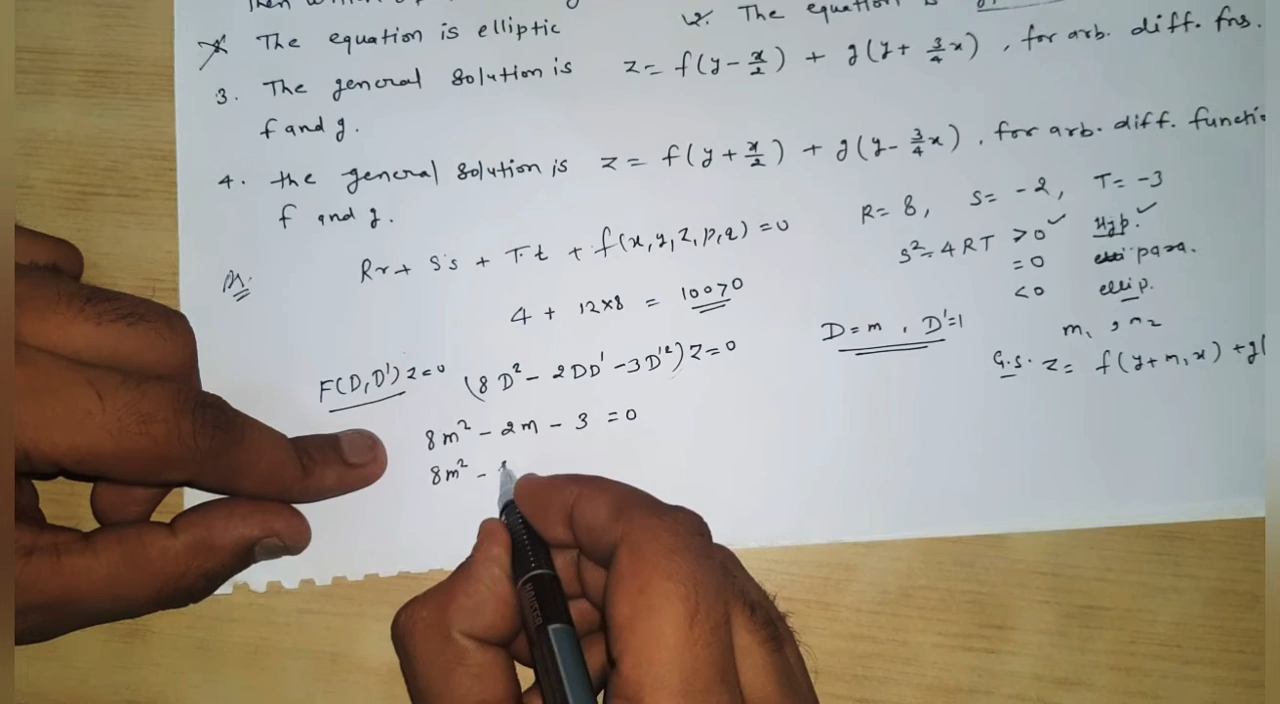 The equation is elliptic
2. The equation is
3. The general solution is z = f(y - x/2) + g(y + 3/4 x), for arb. diff. fns.
f and g.
4. the general solution is z = f(y + x/2) + g(y - 3/4 x). for arb. diff. functio
f and g.
R = 8, S = -2, T = -3
Rr + Ss + T.t + f(x, y, z, p, q) = 0
S² - 4RT > 0 ✓ Hyp. ✓
= 0 para.
< 0 ellip.
4 + 12x8 = 100 > 0
D = m, D' = 1
m₁, m₂
F(D, D')z = 0 (8D² - 2DD' - 3D'²)z = 0
G.S. z = f(y + m₁x) + g(
8m² - 2m - 3 = 0
8m² -
HAUSER